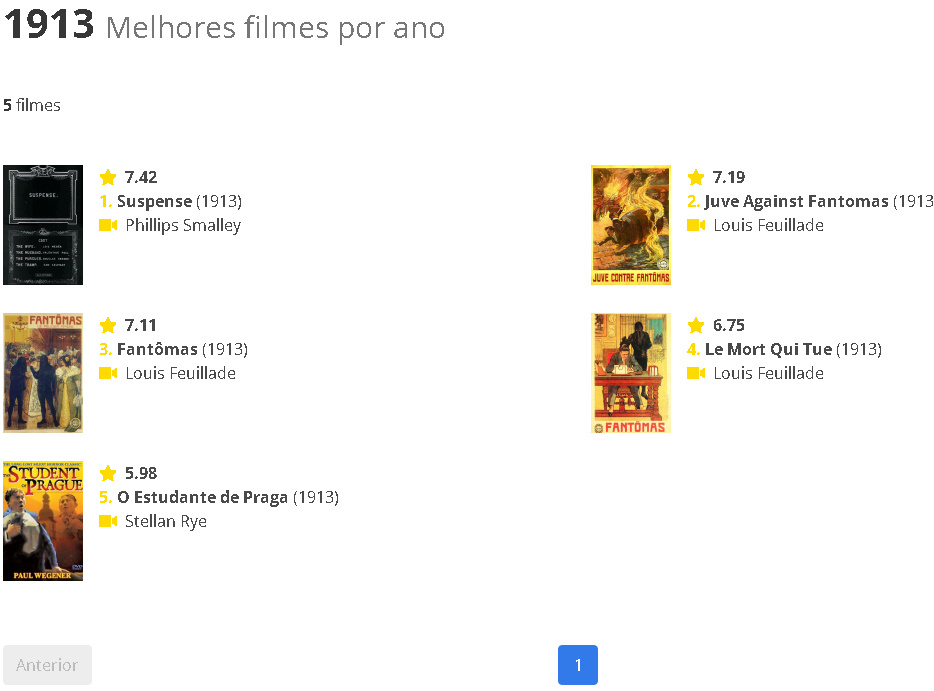 1913 Melhores filmes por ano
5 filmes
SUSPENSE.
CAST
7.42
1. Suspense (1913)
Phillips Smalley
JUVE CONTRE FANTÔMAS
7.19
2. Juve Against Fantomas (1913
Louis Feuillade
FANTÔMAS
7.11
3. Fantômas (1913)
Louis Feuillade
FANTÔMAS
6.75
4. Le Mort Qui Tue (1913)
Louis Feuillade
STUDENT
OF PRAGUE
PAUL WEGENER
5.98
5. O Estudante de Praga (1913)
Stellan Rye
Anterior
1